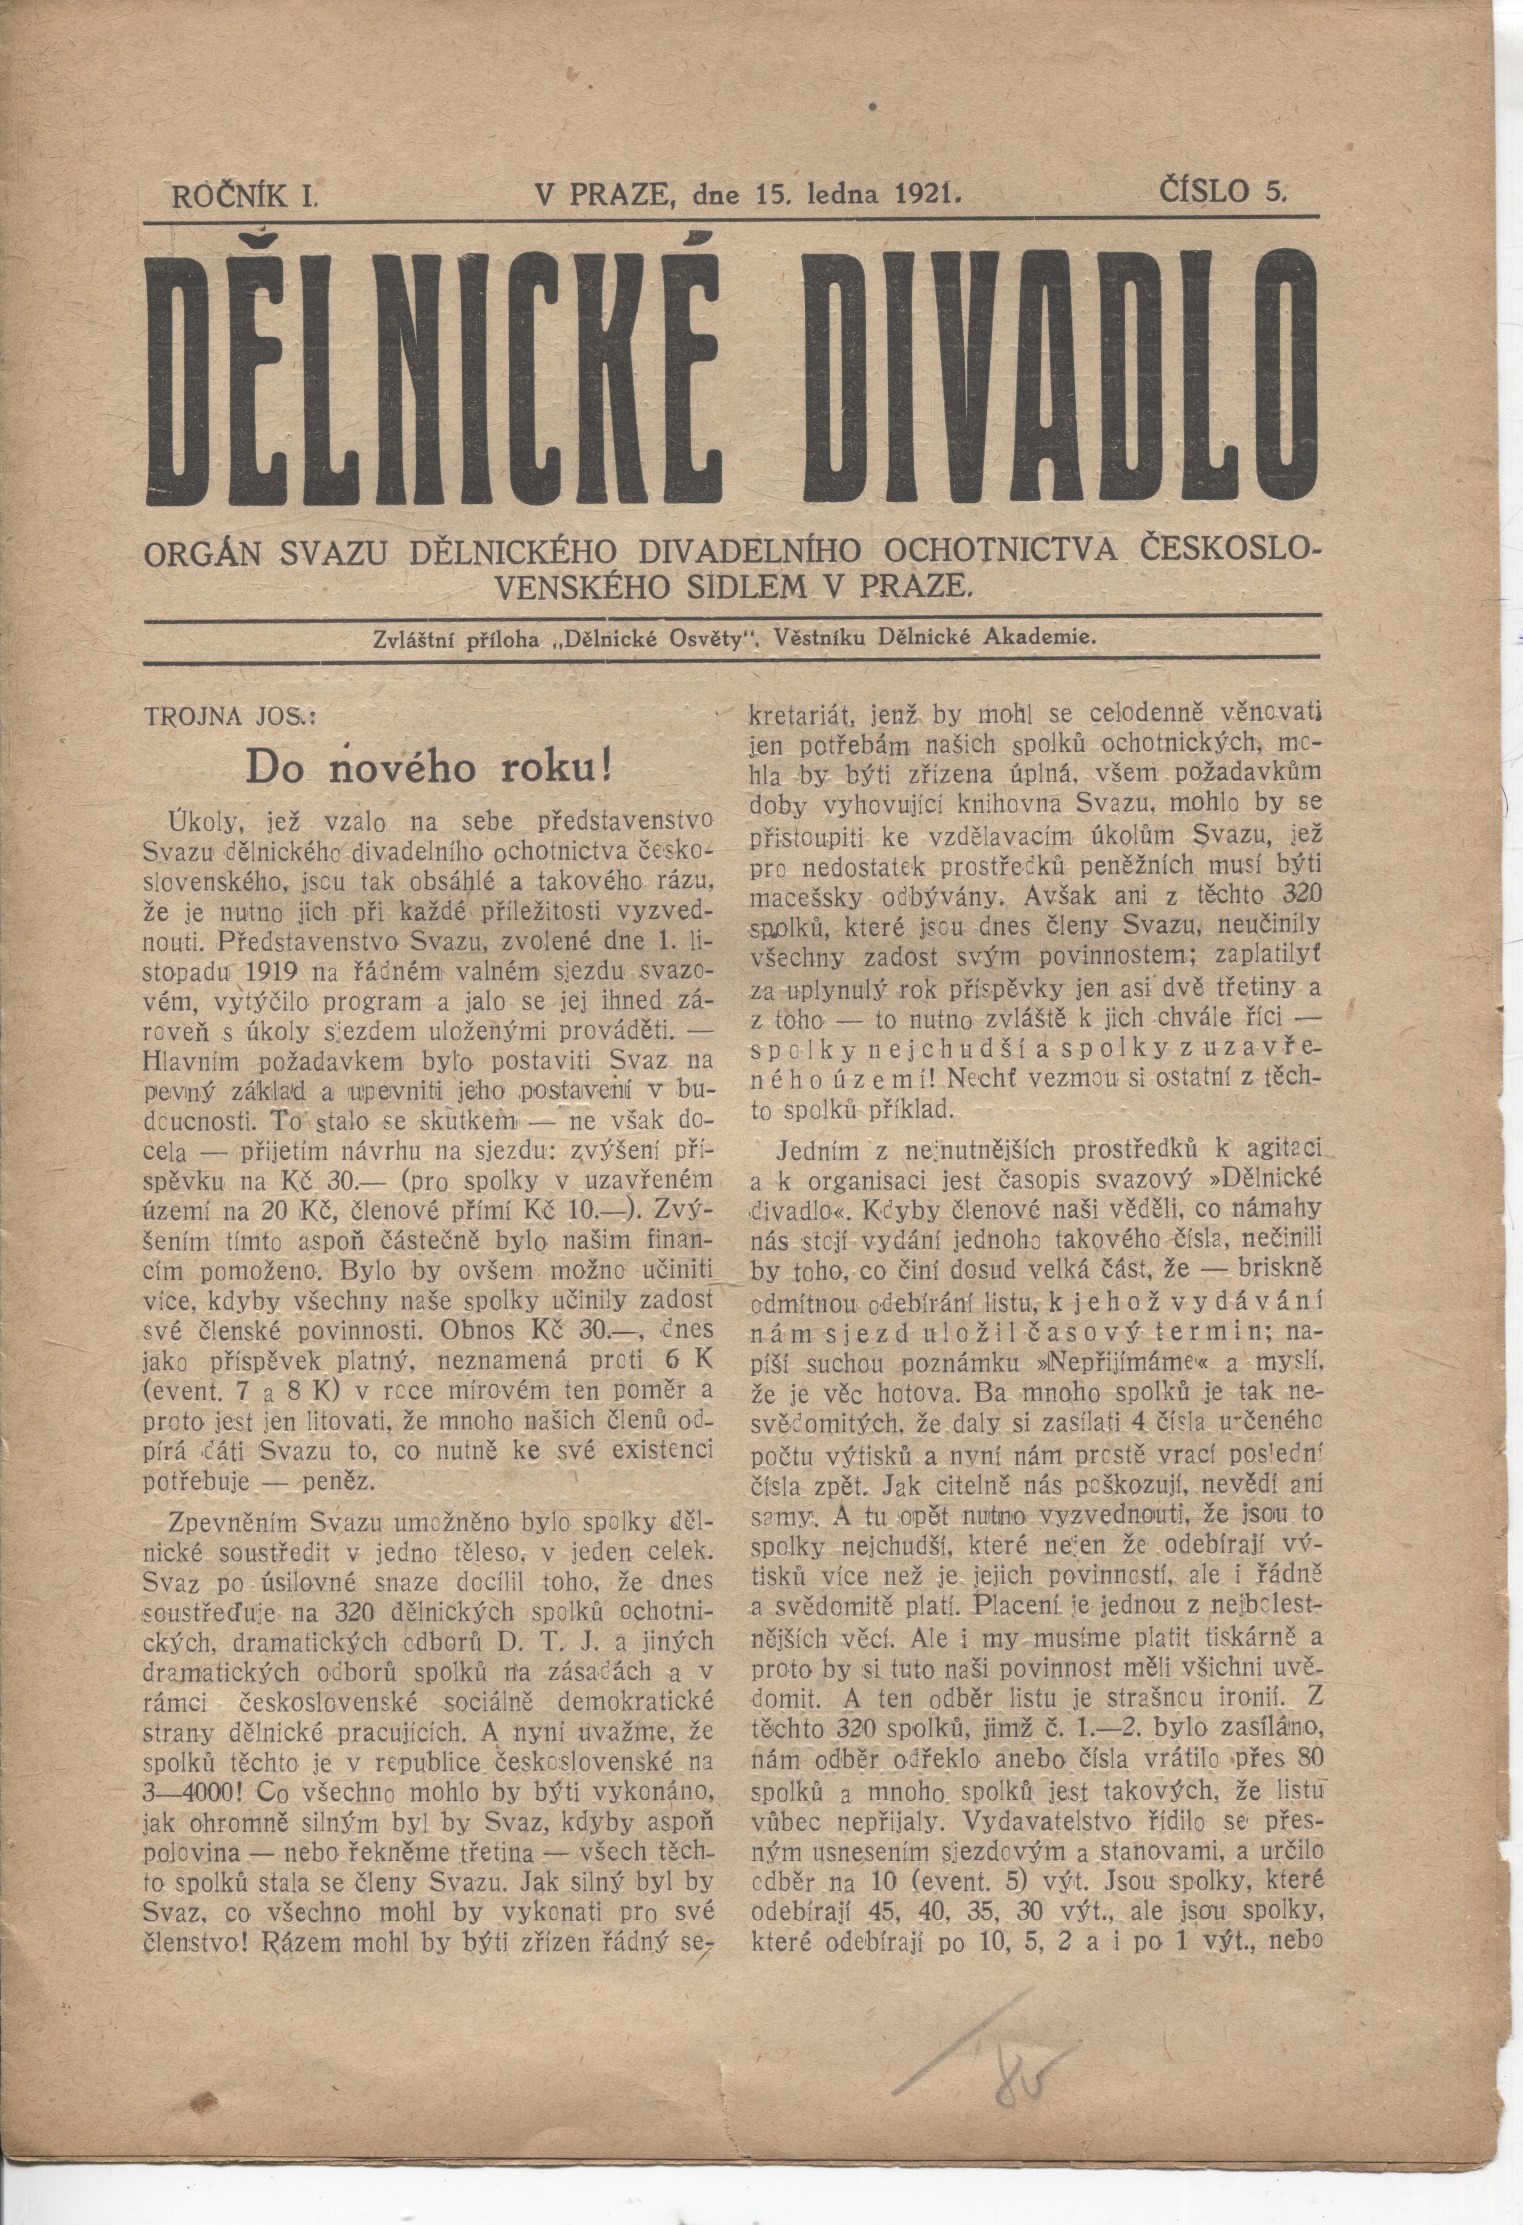 ROČNÍK I.
V PRAZE, dne 15. ledna 1921.
ČÍSLO 5.
DĚLNICKÉ DIVADLO
ORGÁN SVAZU DĚLNICKÉHO DIVADELNÍHO OCHOTNICTVA ČESKOSLO-
VENSKÉHO SÍDLEM V PRAZE.
Zvláštní příloha „Dělnické Osvěty“. Věstníku Dělnické Akademie.
TROJNA JOS.:
Do nového roku!
Úkoly, jež vzalo na sebe představenstvo
Svazu dělnického divadelního ochotnictva česko-
slovenského, jsou tak obsáhlé a takového rázu,
že je nutno jich při každé příležitosti vyzved-
nouti. Představenstvo Svazu, zvolené dne 1. li-
stopadu 1919 na řádném valném sjezdu svazo-
vém, vytýčilo program a jalo se jej ihned zá-
roveň s úkoly sjezdem uloženými prováděti. —
Hlavním požadavkem bylo postaviti Svaz na
pevný základ a upevniti jeho postavení v bu-
doucnosti. To stalo se skutkem — ne však do-
cela — přijetím návrhu na sjezdu: zvýšení pří-
spěvku na Kč 30.— (pro spolky v uzavřeném
území na 20 Kč, členové přímí Kč 10.—). Zvý-
šením tímto aspoň částečně bylo našim finan-
cím pomoženo. Bylo by ovšem možno učiniti
více, kdyby všechny naše spolky učinily zadost
své členské povinnosti. Obnos Kč 30.—, dnes
jako příspěvek platný, neznamená proti 6 K
(event. 7 a 8 K) v roce mírovém ten poměr a
proto jest jen litovati, že mnoho našich členů od-
pírá dáti Svazu to, co nutně ke své existenci
potřebuje — peněz.
Zpevněním Svazu umožněno bylo spolky děl-
nické soustředit v jedno těleso, v jeden celek.
Svaz po úsilovné snaze docílil toho, že dnes
soustřeďuje na 320 dělnických spolků ochotni-
ckých, dramatických odborů D. T. J. a jiných
dramatických odborů spolků na zásadách a v
rámci československé sociálně demokratické
strany dělnické pracujících. A nyní uvažme, že
spolků těchto je v republice československé na
3—4000! Co všechno mohlo by býti vykonáno,
jak ohromně silným byl by Svaz, kdyby aspoň
polovina — nebo řekněme třetina — všech těch-
to spolků stala se členy Svazu. Jak silný byl by
Svaz, co všechno mohl by vykonati pro své
členstvo! Rázem mohl by býti zřízen řádný se-
kretariát, jenž by mohl se celodenně věnovati
jen potřebám našich spolků ochotnických, mo-
hla by býti zřízena úplná, všem požadavkům
doby vyhovující knihovna Svazu, mohlo by se
přistoupiti ke vzdělavacím úkolům Svazu, jež
pro nedostatek prostředků peněžních musí býti
macešsky odbývány. Avšak ani z těchto 320
spolků, které jsou dnes členy Svazu, neučinily
všechny zadost svým povinnostem; zaplatilyť
za uplynulý rok příspěvky jen asi dvě třetiny a
z toho — to nutno zvláště k jich chvále říci —
spolky nejchudší a spolky z uzavře-
ného území! Nechť vezmou si ostatní z těch-
to spolků příklad.
Jedním z nejnutnějších prostředků k agitaci
a k organisaci jest časopis svazový »Dělnické
divadlo«. Kdyby členové naši věděli, co námahy
nás stojí vydání jednoho takového čísla, nečinili
by toho, co činí dosud velká část, že — briskně
odmítnou odebírání listu, k jehož vydávání
nám sjezd uložil časový termin; na-
píší suchou poznámku »Nepřijímáme« a myslí,
že je věc hotova. Ba mnoho spolků je tak ne-
svědomitých, že daly si zasílati 4 čísla určeného
počtu výtisků a nyní nám prostě vrací poslední
čísla zpět. Jak citelně nás poškozují, nevědí ani
samy. A tu opět nutno vyzvednouti, že jsou to
spolky nejchudší, které nejen že odebírají vý-
tisků více než je jejich povinností, ale i řádně
a svědomitě platí. Placení je jednou z nejbolest-
nějších věcí. Ale i my musíme platit tiskárně a
proto by si tuto naši povinnost měli všichni uvě-
domit. A ten odběr listu je strašnou ironií. Z
těchto 320 spolků, jimž č. 1.—2. bylo zasíláno,
nám odběr odřeklo anebo čísla vrátilo přes 80
spolků a mnoho spolků jest takových, že listu
vůbec nepřijaly. Vydavatelstvo řídilo se přes-
ným usnesením sjezdovým a stanovami, a určilo
odběr na 10 (event. 5) výt. Jsou spolky, které
odebírají 45, 40, 35, 30 výt., ale jsou spolky,
které odebírají po 10, 5, 2 a i po 1 výt., nebo